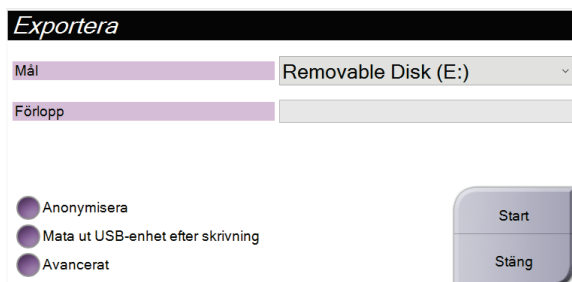 Exportera
Mål
Removable Disk (E:)
Förlopp
Anonymisera
Mata ut USB-enhet efter skrivning
Avancerat
Start
Stäng